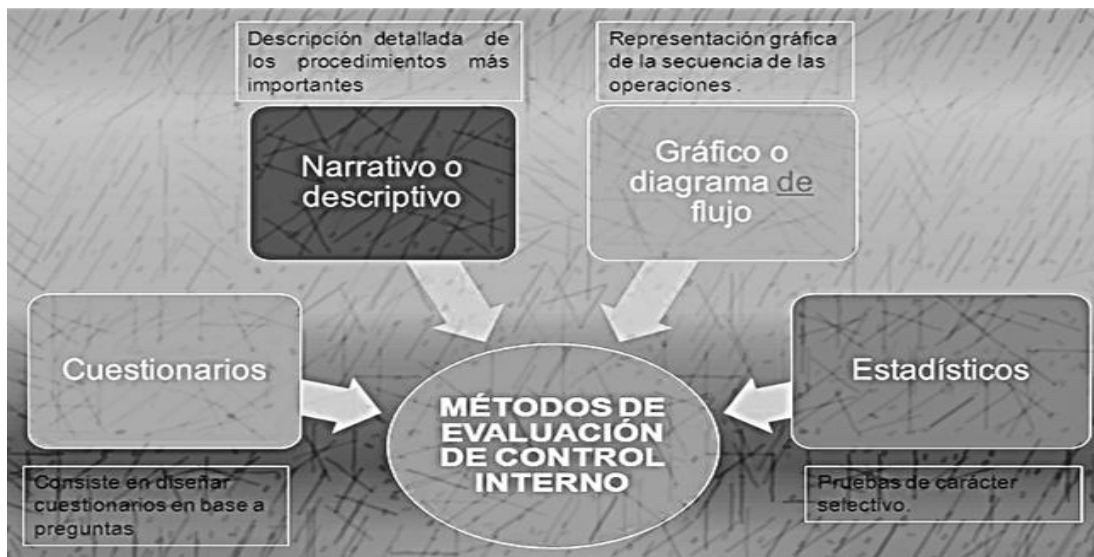 Descripción detallada de
los procedimientos más
importantes
Representación gráfica
de la secuencia de las
operaciones .
Narrativo o
descriptivo
Gráfico o
diagrama de
flujo
Cuestionarios
Estadísticos
MÉTODOS DE
EVALUACIÓN
DE CONTROL
INTERNO
Consiste en diseñar
cuestionarios en base a
preguntas
Pruebas de carácter
selectivo.